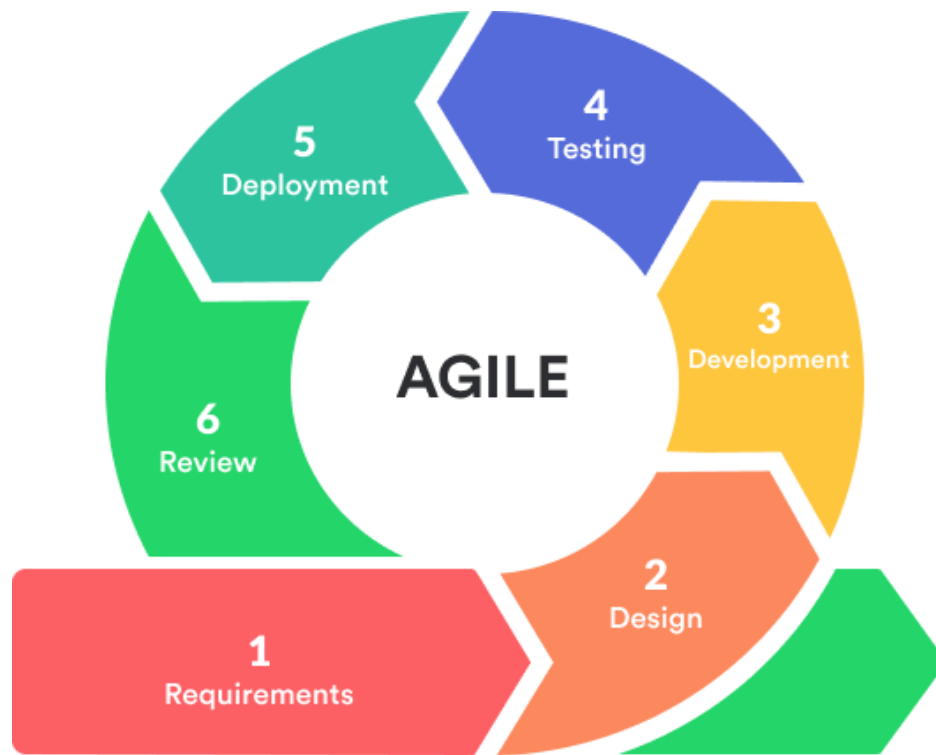 AGILE
1
Requirements
2
Design
3
Development
4
Testing
5
Deployment
6
Review